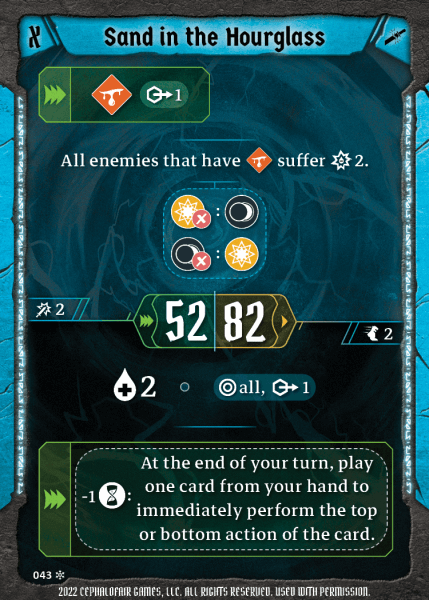 Sand in the Hourglass
1
All enemies that have suffer 2.
:
:
2
52 82
2
2 all, 1
At the end of your turn, play
one card from your hand to
-1 : immediately perform the top
or bottom action of the card.
043
2022 CEPHALOFAIR GAMES, LLC. ALL RIGHTS RESERVED. USED WITH PERMISSION.